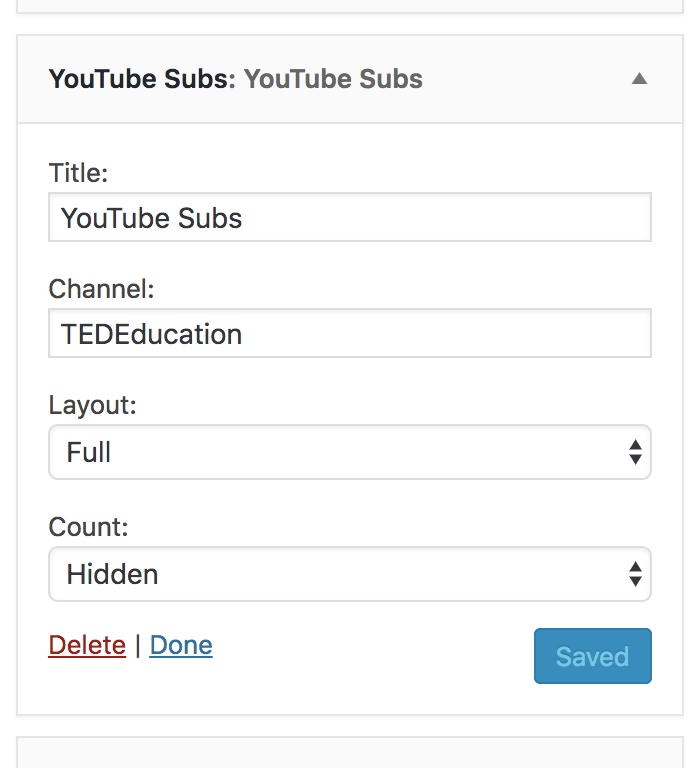 YouTube Subs: YouTube Subs
Title:
YouTube Subs
Channel:
TEDEducation
Layout:
Full
Count:
Hidden
Delete | Done
Saved